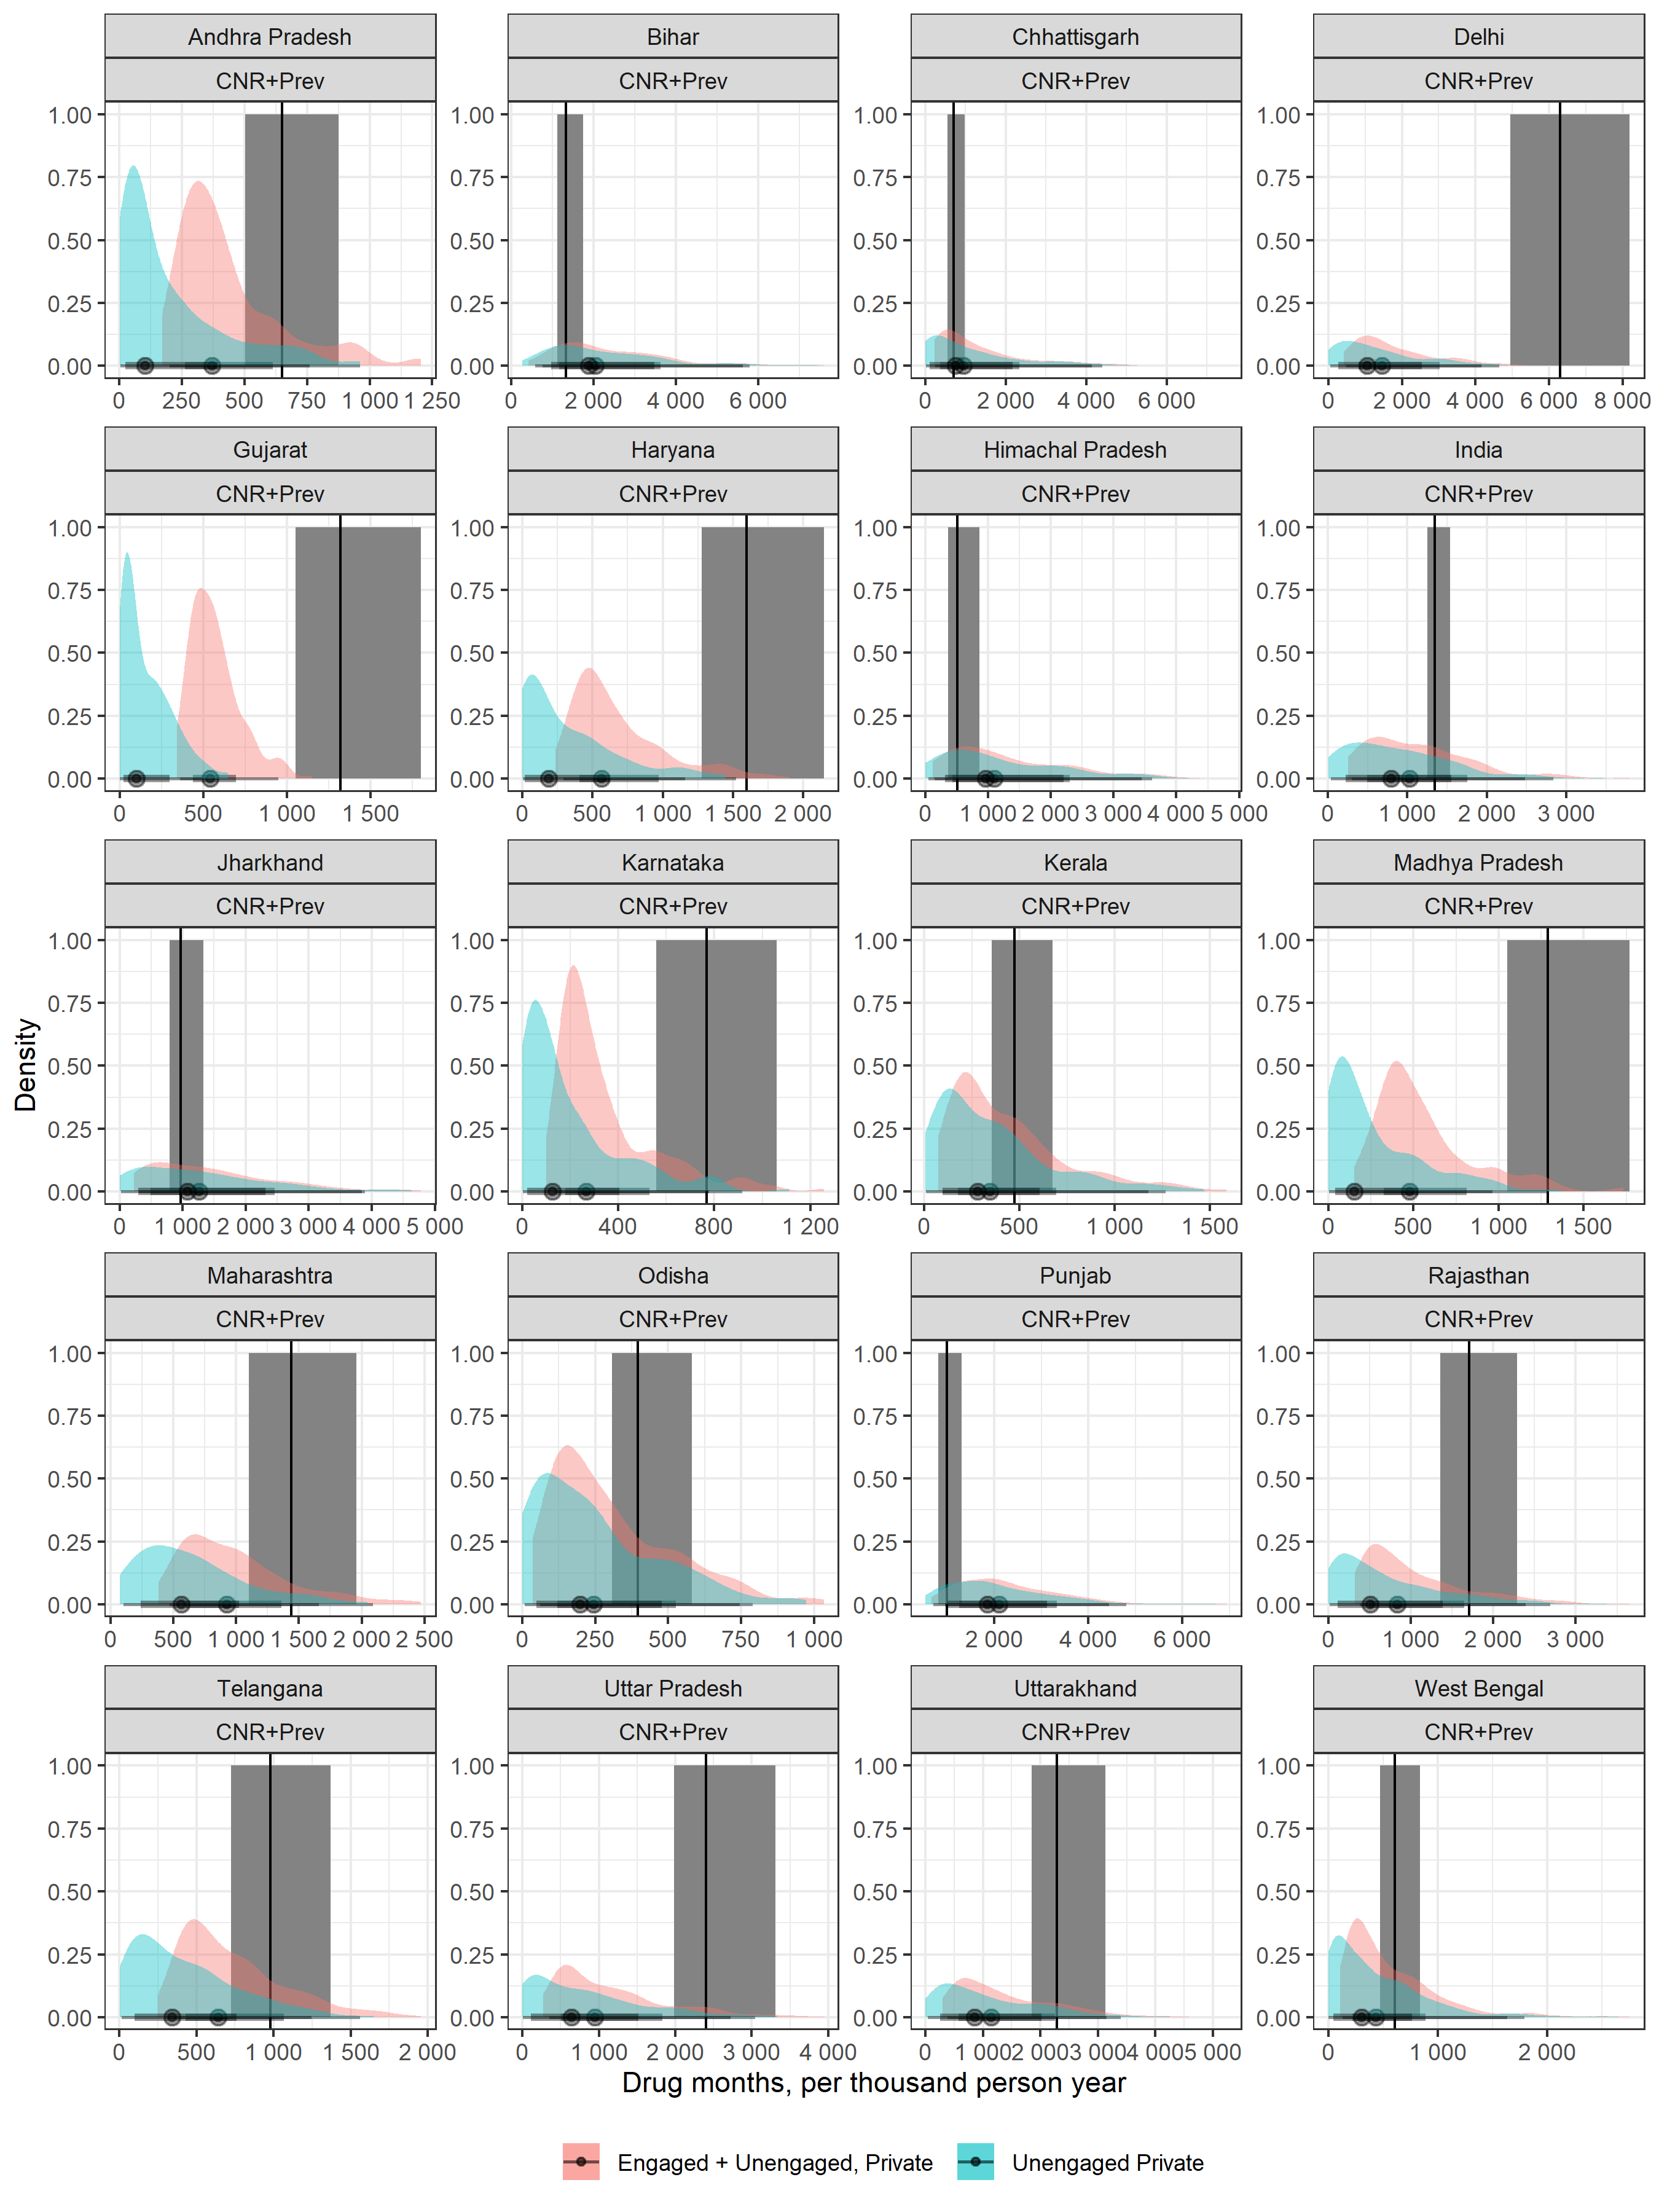 Andhra Pradesh Bihar Chhattisgarh Delhi
CNR+Prev CNR+Prev CNR+Prev CNR+Prev
1.00 1.00 1.00 1.00
0.75 0.75 0.75 0.75
0.50 0.50 0.50 0.50
0.25 0.25 0.25 0.25
0.00 0.00 0.00 0.00
0 250 500 750 1 000 1 250 0 2 000 4 000 6 000 0 2 000 4 000 6 000 0 2 000 4 000 6 000 8 000
Gujarat Haryana Himachal Pradesh India
CNR+Prev CNR+Prev CNR+Prev CNR+Prev
1.00 1.00 1.00 1.00
0.75 0.75 0.75 0.75
0.50 0.50 0.50 0.50
0.25 0.25 0.25 0.25
0.00 0.00 0.00 0.00
0 500 1 000 1 500 0 500 1 000 1 500 2 000 0 1 000 2 000 3 000 4 000 5 000 0 1 000 2 000 3 000
Jharkhand Karnataka Kerala Madhya Pradesh
CNR+Prev CNR+Prev CNR+Prev CNR+Prev
1.00 1.00 1.00 1.00
0.75 0.75 0.75 0.75
0.50 0.50 0.50 0.50
0.25 0.25 0.25 0.25
0.00 0.00 0.00 0.00
0 1 000 2 000 3 000 4 000 5 000 0 400 800 1 200 0 500 1 000 1 500 0 500 1 000 1 500
Density
Maharashtra Odisha Punjab Rajasthan
CNR+Prev CNR+Prev CNR+Prev CNR+Prev
1.00 1.00 1.00 1.00
0.75 0.75 0.75 0.75
0.50 0.50 0.50 0.50
0.25 0.25 0.25 0.25
0.00 0.00 0.00 0.00
0 500 1 000 1 500 2 000 2 500 0 250 500 750 1 000 2 000 4 000 6 000 0 1 000 2 000 3 000
Telangana Uttar Pradesh Uttarakhand West Bengal
CNR+Prev CNR+Prev CNR+Prev CNR+Prev
1.00 1.00 1.00 1.00
0.75 0.75 0.75 0.75
0.50 0.50 0.50 0.50
0.25 0.25 0.25 0.25
0.00 0.00 0.00 0.00
0 500 1 000 1 500 2 000 0 1 000 2 000 3 000 4 000 0 1 000 2 000 3 000 4 000 5 000 0 1 000 2 000
Drug months, per thousand person year
Engaged + Unengaged, Private Unengaged Private